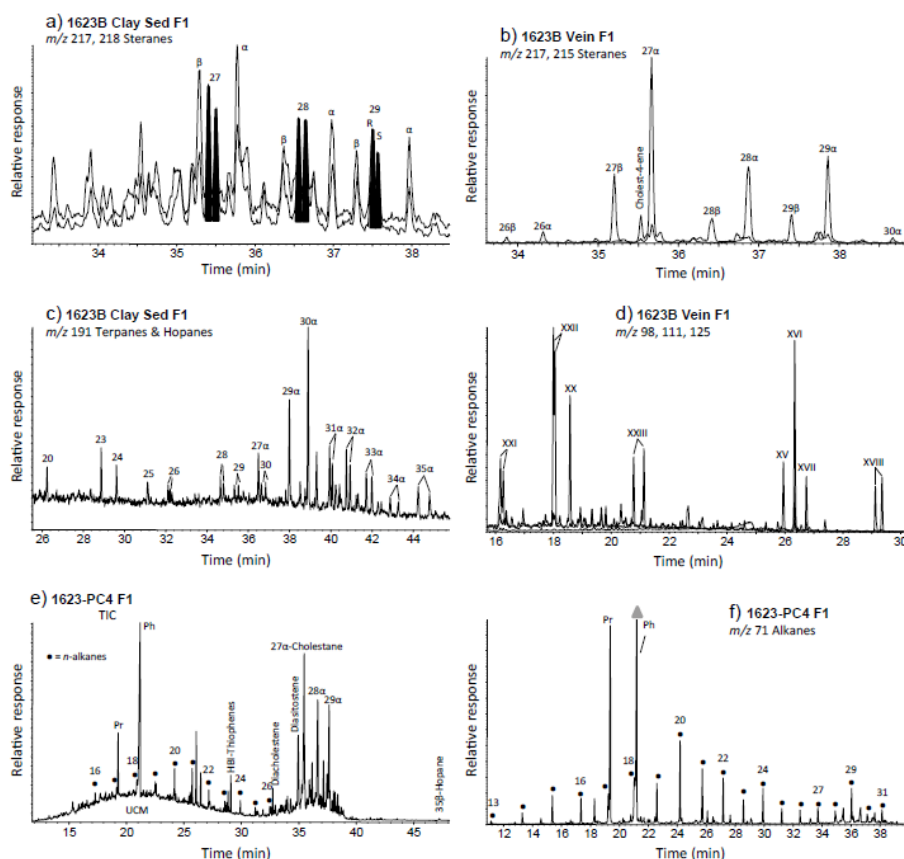 a) 1623B Clay Sed F1
m/z 217, 218 Steranes
Relative response
β
27
α
28
β
α
β
29
R
S
α
34
35
36
37
38
Time (min)
b) 1623B Vein F1
m/z 217, 215 Steranes
Relative response
26β
26α
27β
Cholest-4-ene
27α
28β
28α
29β
29α
30α
34
35
36
37
38
Time (min)
c) 1623B Clay Sed F1
m/z 191 Terpanes & Hopanes
Relative response
20
23
24
25
26
28
29
27α
30
29α
30α
31α
32α
33α
34α
35α
26
28
30
32
34
36
38
40
42
44
Time (min)
d) 1623B Vein F1
m/z 98, 111, 125
Relative response
XXI
XXII
XX
XXIII
XV
XVI
XVII
XVIII
16
18
20
22
24
26
28
30
Time (min)
e) 1623-PC4 F1
TIC
• = n-alkanes
Relative response
16
Pr
18
Ph
UCM
20
22
HBI-Thiophenes
24
26
Diacholestene
Diasitostene
27α-Cholestane
28α
29α
35β-Hopane
15
20
25
30
35
40
45
Time (min)
f) 1623-PC4 F1
m/z 71 Alkanes
Relative response
13
16
Pr
18
Ph
20
22
24
27
29
31
12
14
16
18
20
22
24
26
28
30
32
34
36
38
Time (min)